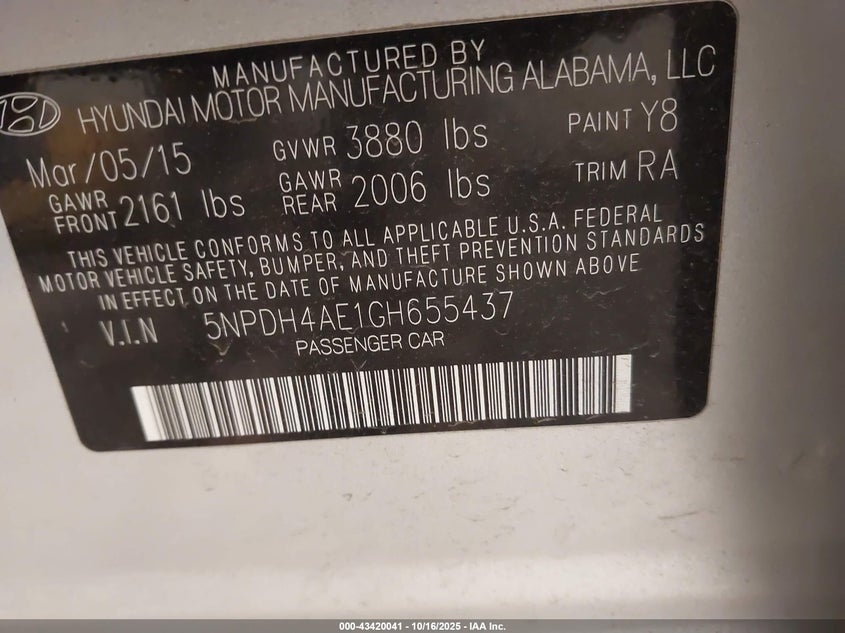 MANUFACTURED BY
HYUNDAI MOTOR MANUFACTURING ALABAMA, LLC
Mar/05/15 GVWR 3880 lbs PAINT Y8
GAWR FRONT 2161 lbs GAWR REAR 2006 lbs TRIM RA
THIS VEHICLE CONFORMS TO ALL APPLICABLE U.S.A. FEDERAL
MOTOR VEHICLE SAFETY, BUMPER, AND THEFT PREVENTION STANDARDS
IN EFFECT ON THE DATE OF MANUFACTURE SHOWN ABOVE
V.I.N 5NPDH4AE1GH655437
PASSENGER CAR
000-43420041 - 10/16/2025 - IAA Inc.